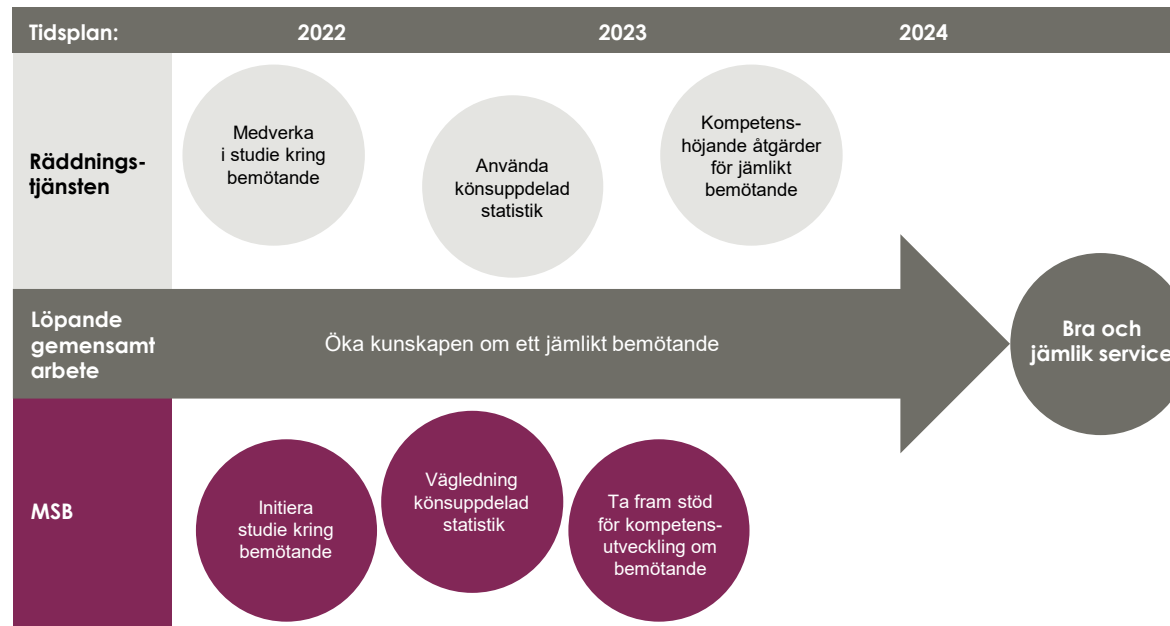 Tidsplan: 2022 2023 2024
Räddnings-
tjänsten
Medverka
i studie kring
bemötande
Använda
könsuppdelad
statistik
Kompetens-
höjande åtgärder
för jämlikt
bemötande
Löpande
gemensamt
arbete
Öka kunskapen om ett jämlikt bemötande
Bra och
jämlik service
MSB
Initiera
studie kring
bemötande
Vägledning
könsuppdelad
statistik
Ta fram stöd
för kompetens-
utveckling om
bemötande